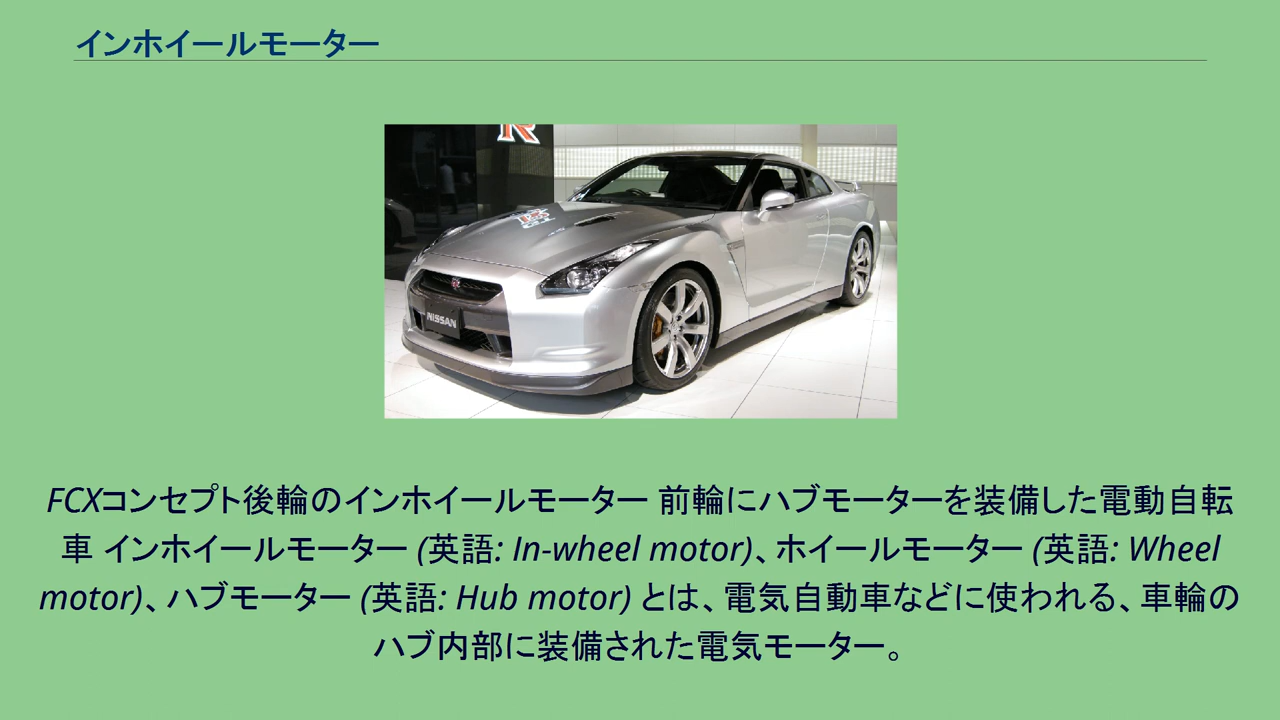 インホイールモーター
R
NISSAN
FCXコンセプト後輪のインホイールモーター 前輪にハブモーターを装備した電動自転
車 インホイールモーター (英語: In-wheel motor)、ホイールモーター (英語: Wheel
motor)、ハブモーター (英語: Hub motor) とは、電気自動車などに使われる、車輪の
ハブ内部に装備された電気モーター。